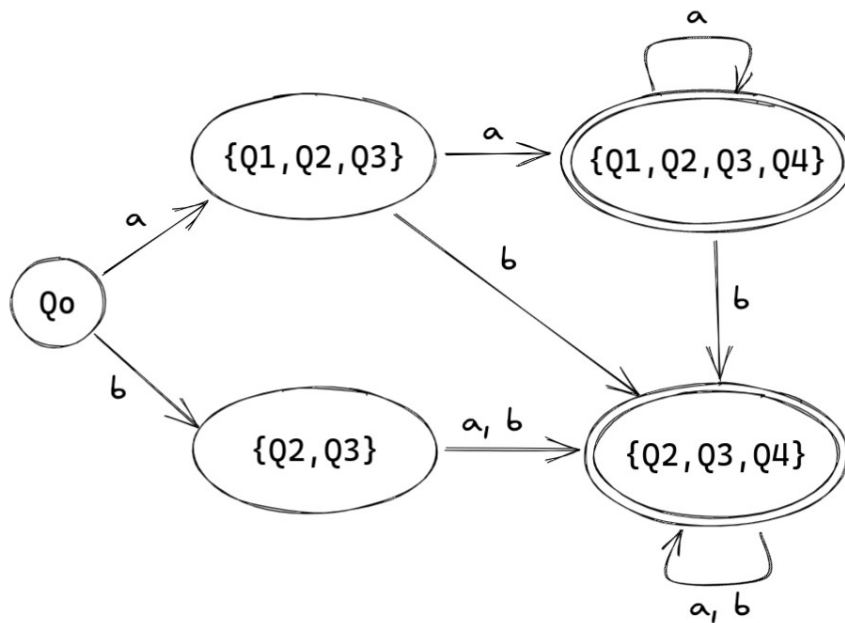 a
{Q1,Q2,Q3}
a
{Q1,Q2,Q3,Q4}
a
b
b
Qo
b
{Q2,Q3}
a, b
{Q2,Q3,Q4}
a, b